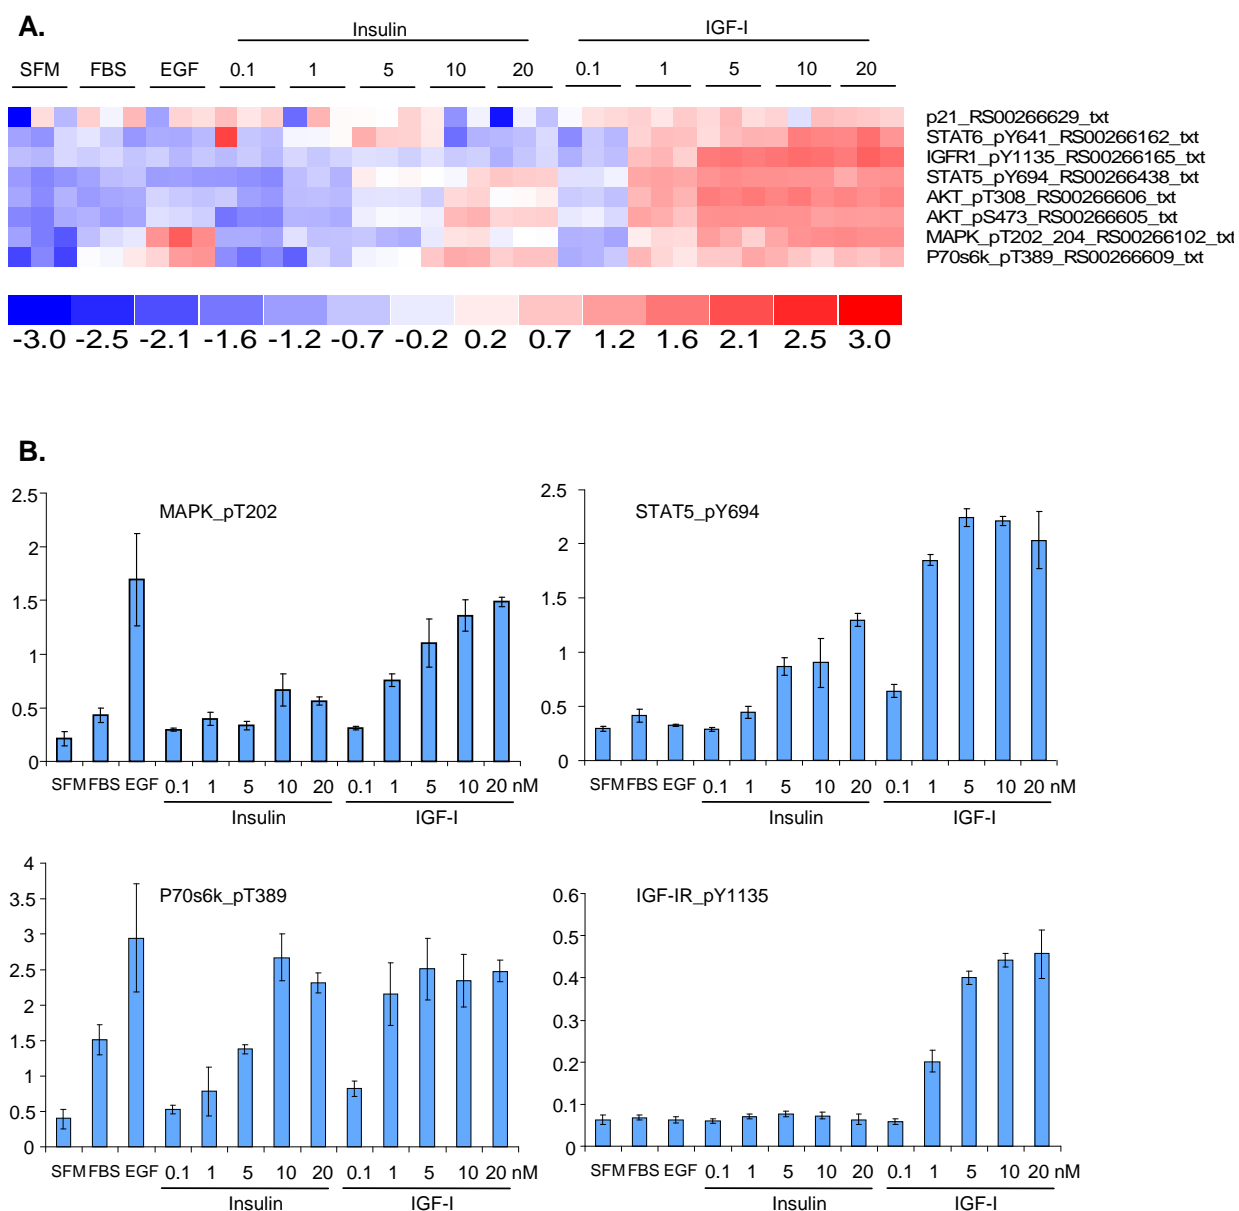 A.
Insulin IGF-I
SFM FBS EGF 0.1 1 5 10 20 0.1 1 5 10 20
p21_RS00266629_txt
STAT6_pY641_RS00266162_txt
IGFR1_pY1135_RS00266165_txt
STAT5_pY694_RS00266438_txt
AKT_pT308_RS00266606_txt
AKT_pS473_RS00266605_txt
MAPK_pT202_204_RS00266102_txt
P70s6k_pT389_RS00266609_txt
-3.0 -2.5 -2.1 -1.6 -1.2 -0.7 -0.2 0.2 0.7 1.2 1.6 2.1 2.5 3.0
B.
MAPK_pT202
2.5
2
1.5
1
0.5
0
SFM FBS EGF 0.1 1 5 10 20 0.1 1 5 10 20 nM
Insulin IGF-I
STAT5_pY694
2.5
2
1.5
1
0.5
0
SFM FBS EGF 0.1 1 5 10 20 0.1 1 5 10 20 nM
Insulin IGF-I
P70s6k_pT389
4
3.5
3
2.5
2
1.5
1
0.5
0
SFM FBS EGF 0.1 1 5 10 20 0.1 1 5 10 20 nM
Insulin IGF-I
IGF-IR_pY1135
0.6
0.5
0.4
0.3
0.2
0.1
0
SFM FBS EGF 0.1 1 5 10 20 0.1 1 5 10 20 nM
Insulin IGF-I